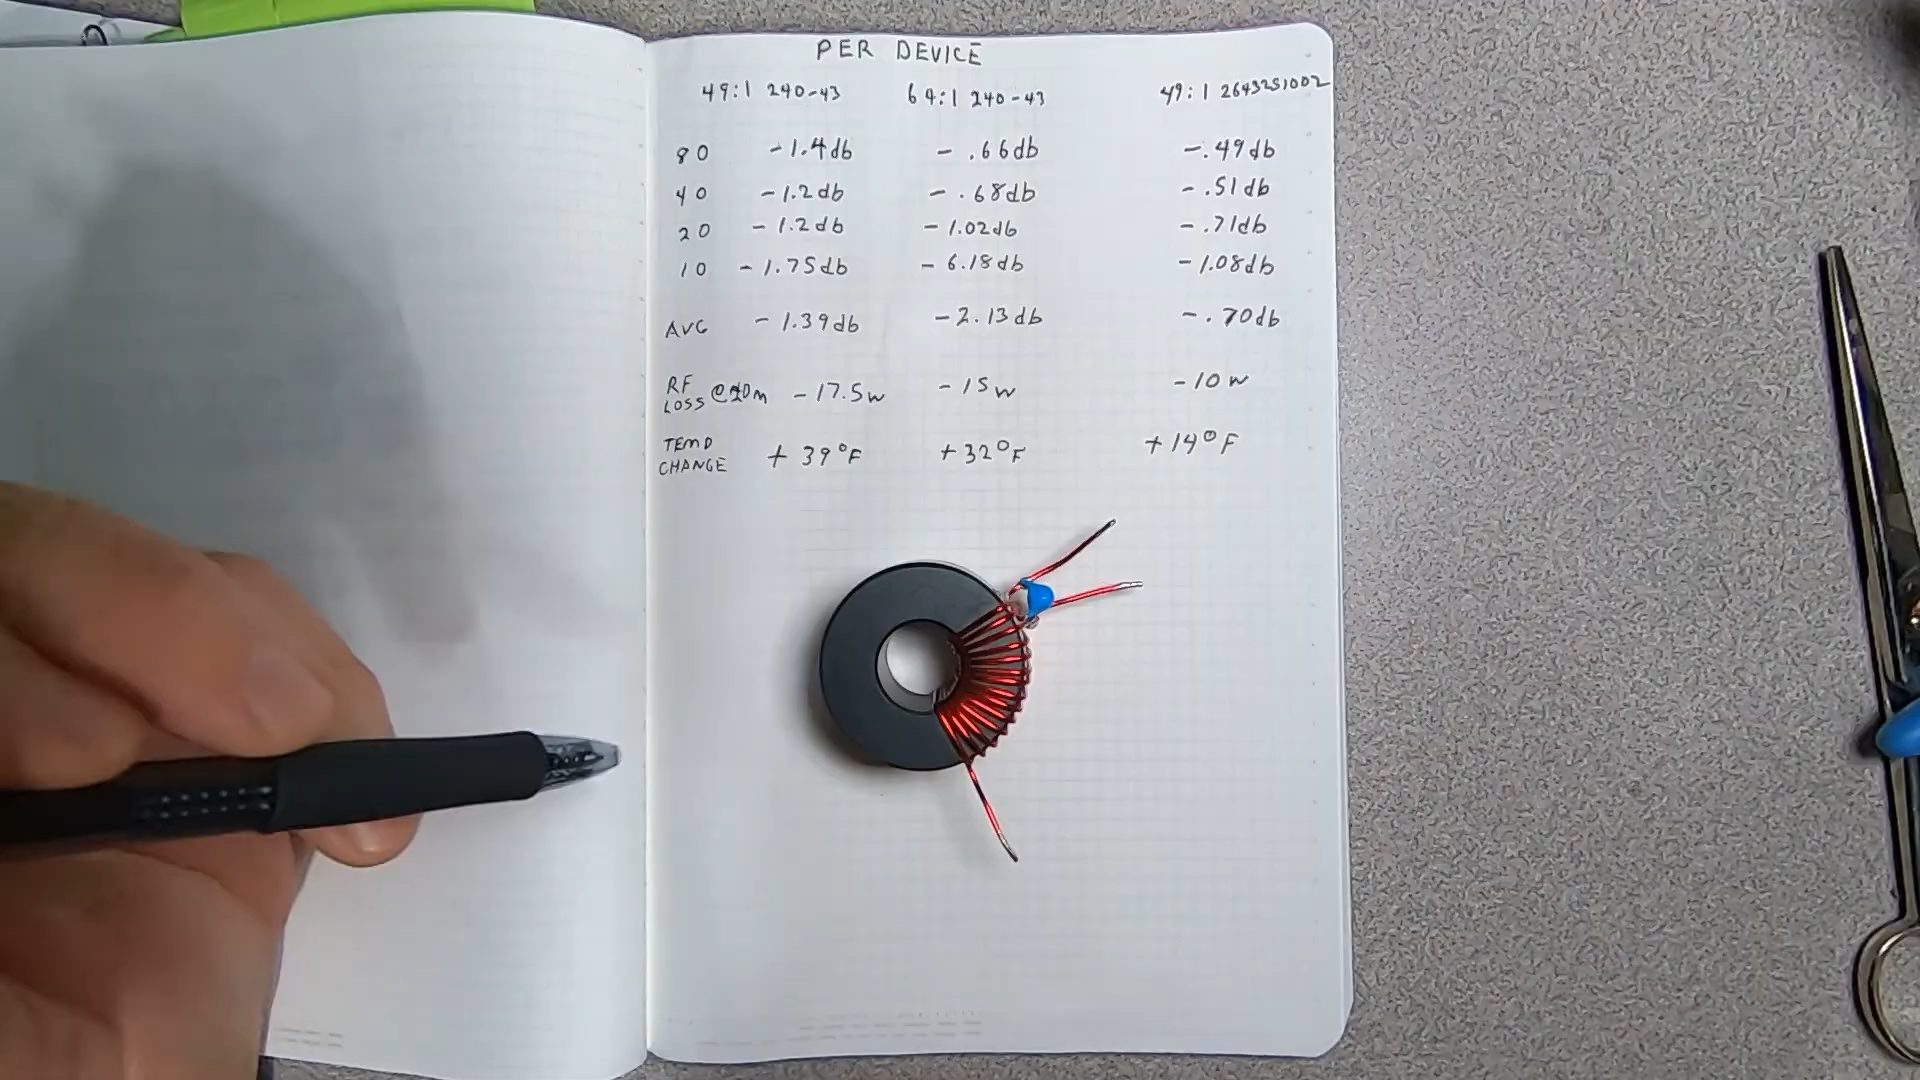 PER DEVICE
49:1 240-43 64:1 240-43 49:1 2643251002
80 -1.4db -.66db -.49db
40 -1.2db -.68db -.51db
20 -1.2db -1.02db -.71db
10 -1.75db -6.18db -1.08db
AVG -1.39db -2.13db -.70db
RF LOSS @ m -17.5w -15w -10w
TEMP CHANGE +39°F +32°F +14°F